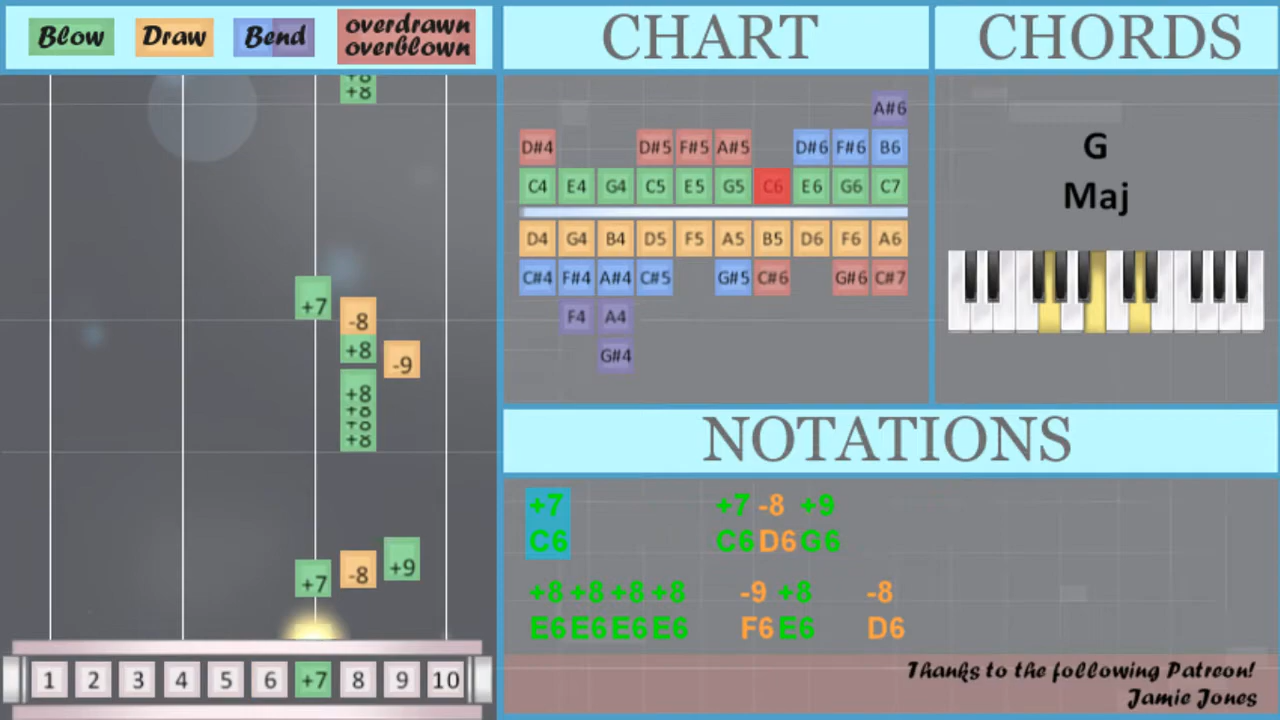 Blow Draw Bend overdrawn
overblown
CHART
CHORDS
+8
+8
+7
-8
+8
-9
+8
+8
+8
+8
+9
-8
+7
1 2 3 4 5 6 +7 8 9 10
A#6
D#4 D#5 F#5 A#5 D#6 F#6 B6
C4 E4 G4 C5 E5 G5 C6 E6 G6 C7
D4 G4 B4 D5 F5 A5 B5 D6 F6 A6
C#4 F#4 A#4 C#5 G#5 C#6 G#6 C#7
F4 A4
G#4
G
Maj
NOTATIONS
+7 +7 -8 +9
C6 C6 D6 G6
+8 +8 +8 +8 -9 +8 -8
E6 E6 E6 E6 F6 E6 D6
Thanks to the following Patreon!
Jamie Jones